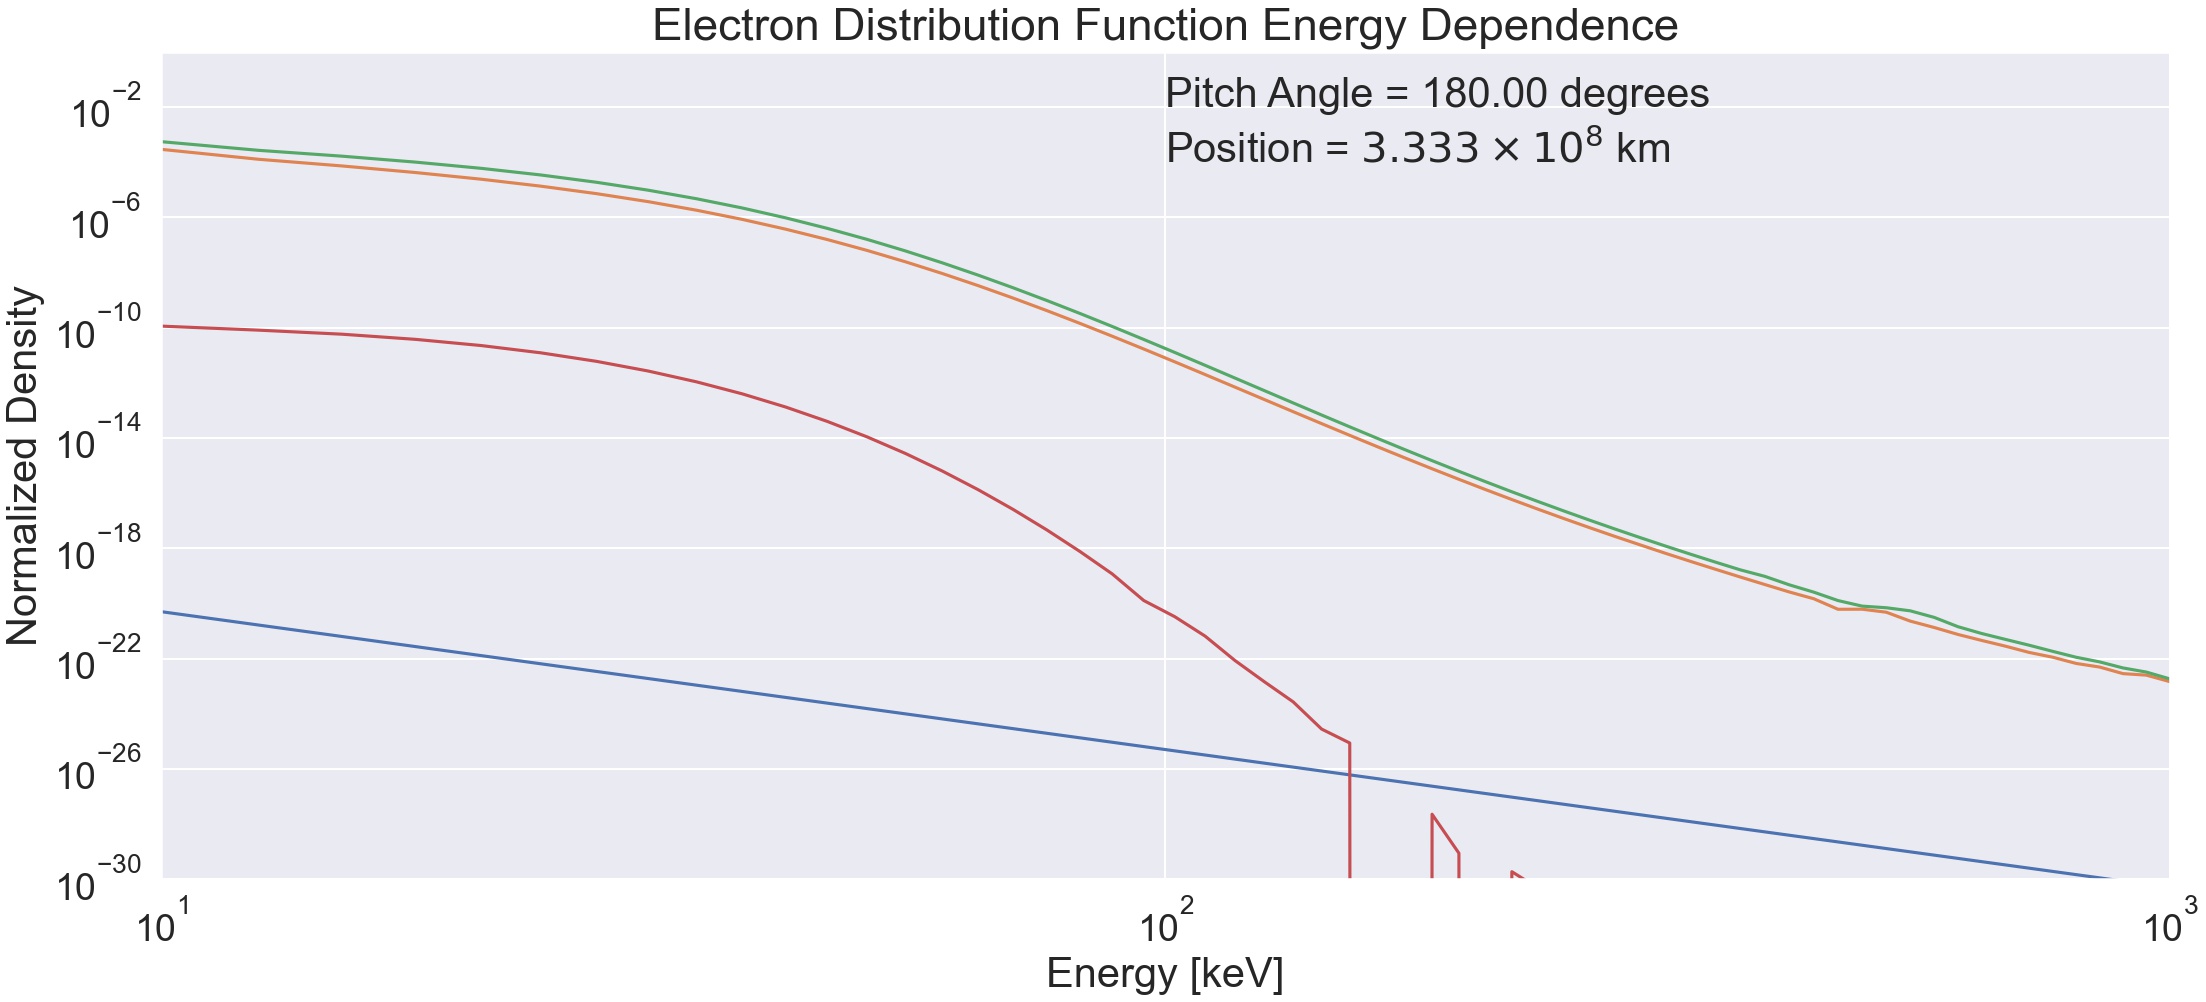 Electron Distribution Function Energy Dependence
Pitch Angle = 180.00 degrees
Position = 3.333 × 10⁸ km
Normalized Density
10⁻²
10⁻⁶
10⁻¹⁰
10⁻¹⁴
10⁻¹⁸
10⁻²²
10⁻²⁶
10⁻³⁰
10¹ 10² 10³
Energy [keV]